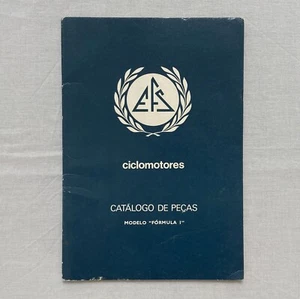 EFS
ciclomotores
CATÁLOGO DE PEÇAS
MODELO "FÓRMULA 1"